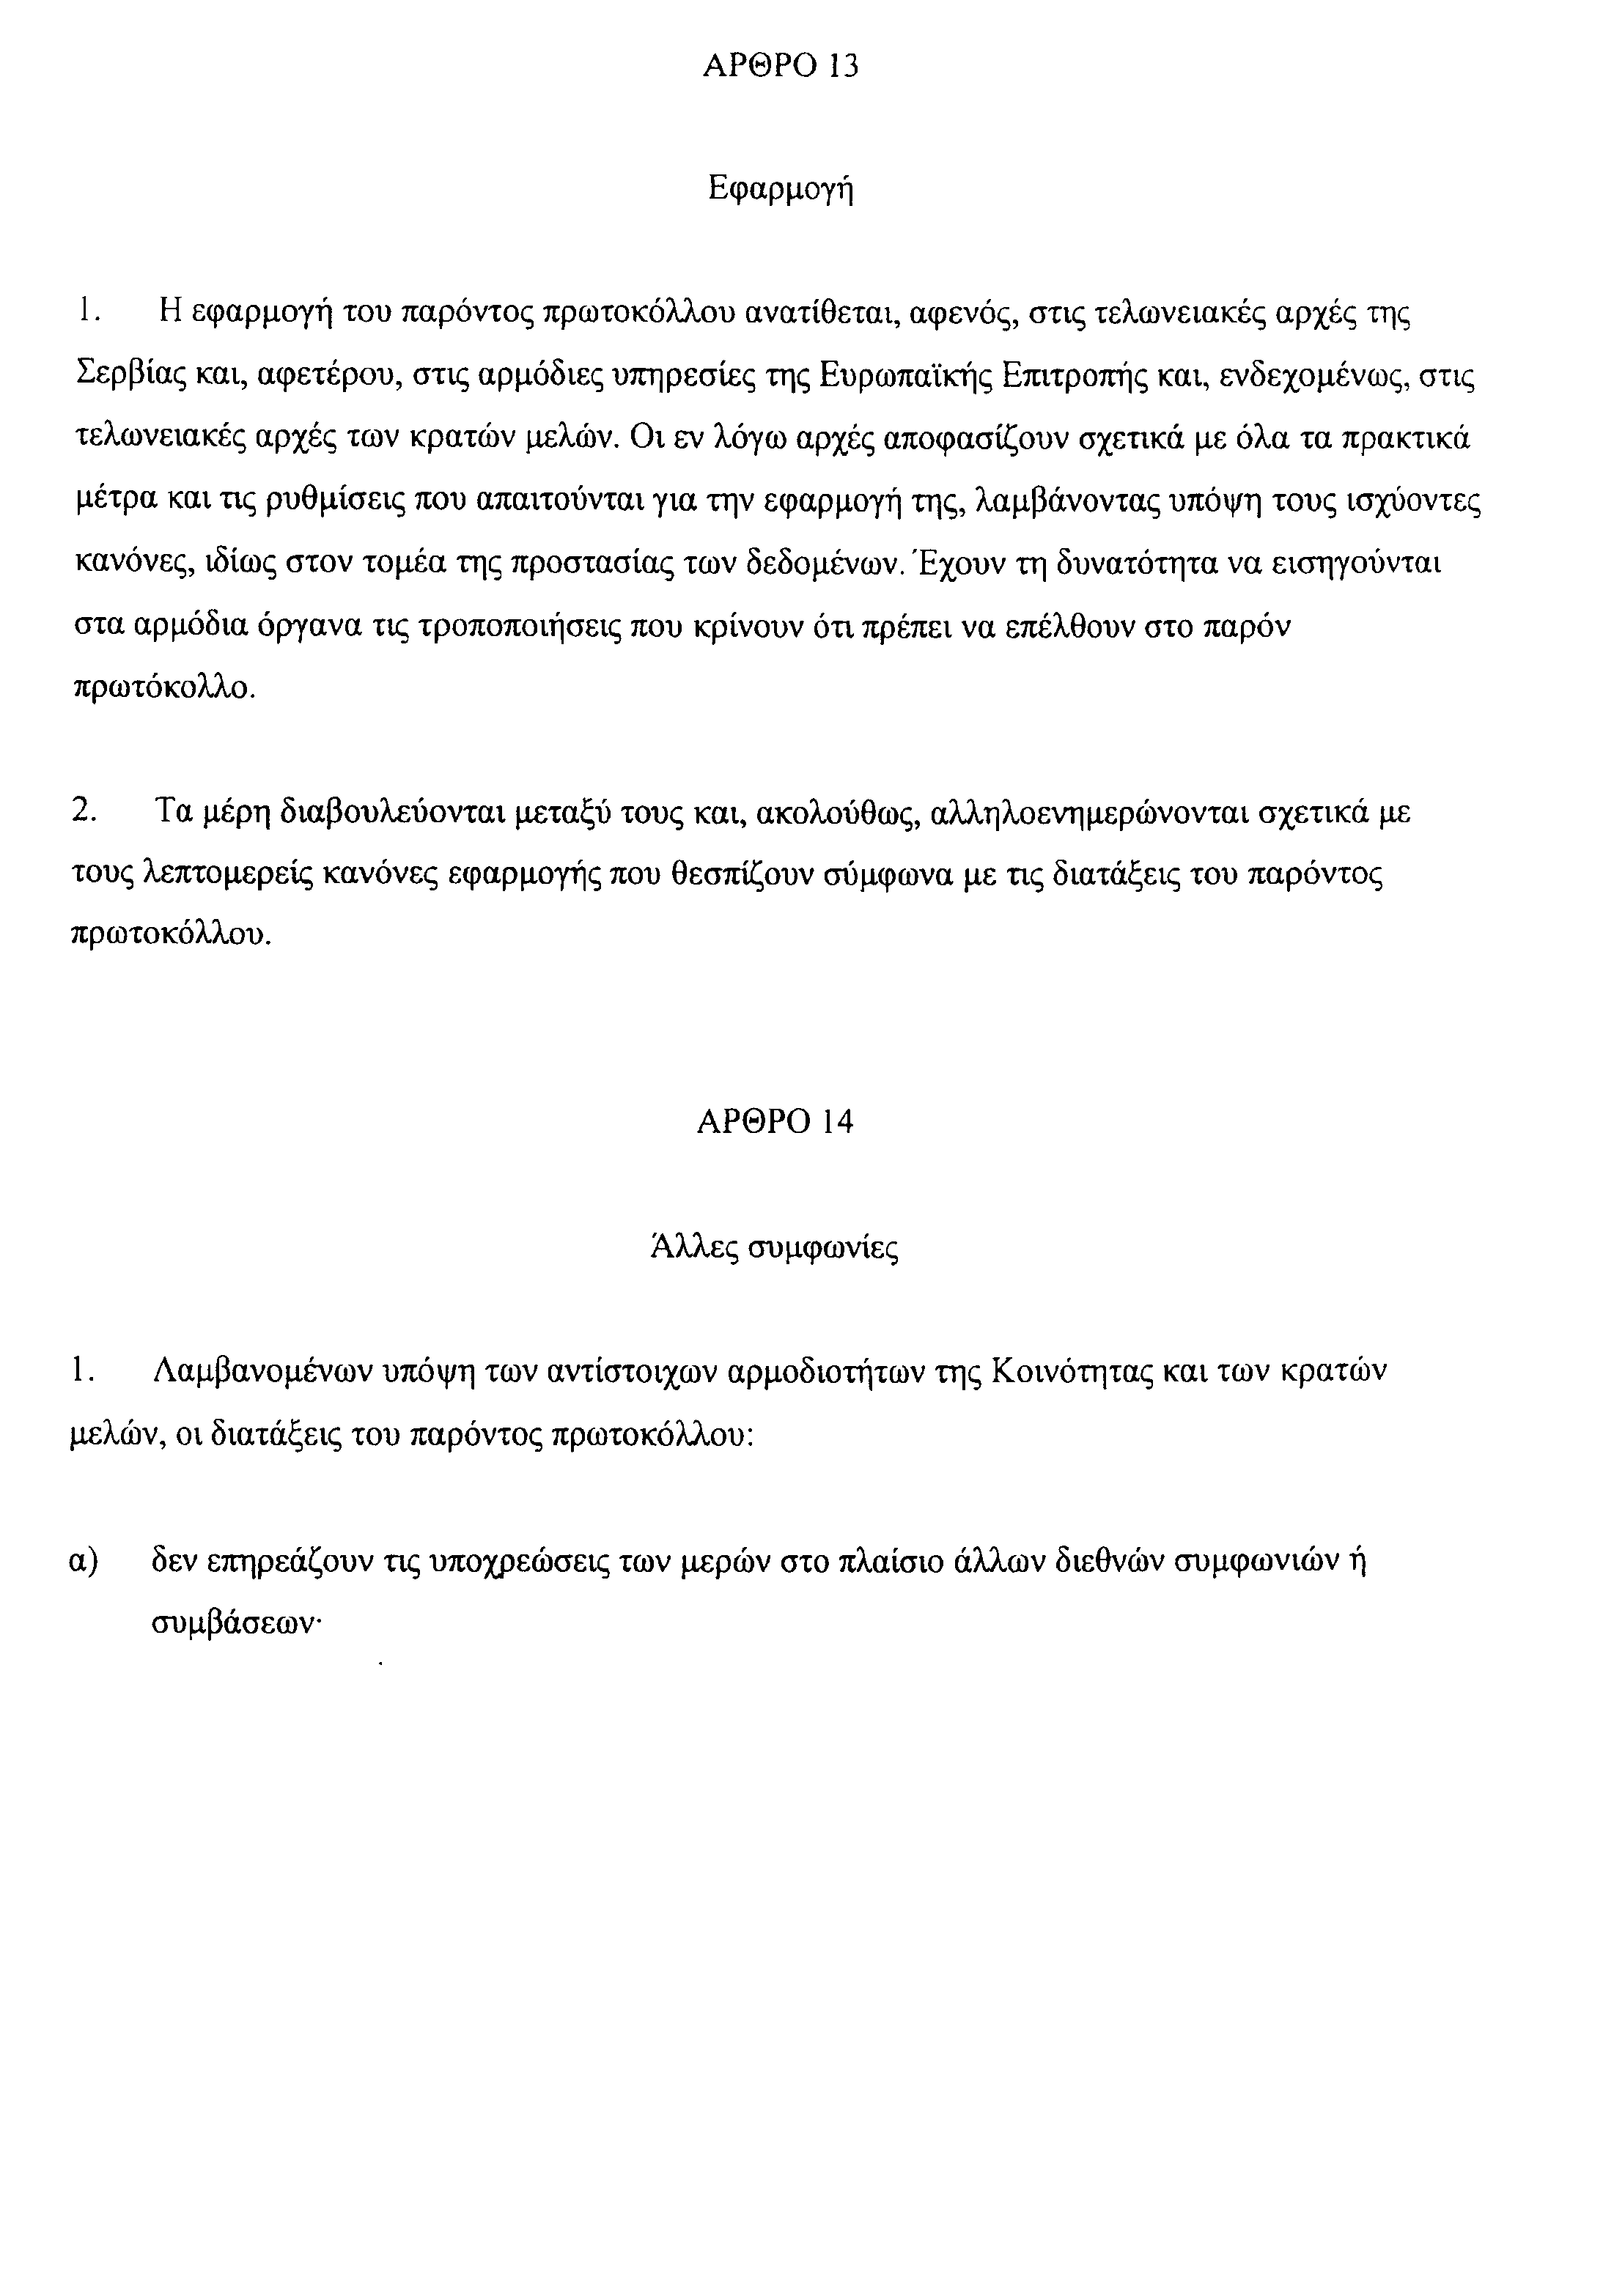 ΑΡΘΡΟ 13
Εφαρμογή
1. Η εφαρμογή του παρόντος πρωτοκόλλου ανατίθεται, αφενός, στις τελωνειακές αρχές της
Σερβίας και, αφετέρου, στις αρμόδιες υπηρεσίες της Ευρωπαϊκής Επιτροπής και, ενδεχομένως, στις
τελωνειακές αρχές των κρατών μελών. Οι εν λόγω αρχές αποφασίζουν σχετικά με όλα τα πρακτικά
μέτρα και τις ρυθμίσεις που απαιτούνται για την εφαρμογή της, λαμβάνοντας υπόψη τους ισχύοντες
κανόνες, ιδίως στον τομέα της προστασίας των δεδομένων. Έχουν τη δυνατότητα να εισηγούνται
στα αρμόδια όργανα τις τροποποιήσεις που κρίνουν ότι πρέπει να επέλθουν στο παρόν
πρωτόκολλο.
2. Τα μέρη διαβουλεύονται μεταξύ τους και, ακολούθως, αλληλοενημερώνονται σχετικά με
τους λεπτομερείς κανόνες εφαρμογής που θεσπίζουν σύμφωνα με τις διατάξεις του παρόντος
πρωτοκόλλου.
ΑΡΘΡΟ 14
Άλλες συμφωνίες
1. Λαμβανομένων υπόψη των αντίστοιχων αρμοδιοτήτων της Κοινότητας και των κρατών
μελών, οι διατάξεις του παρόντος πρωτοκόλλου:
α) δεν επηρεάζουν τις υποχρεώσεις των μερών στο πλαίσιο άλλων διεθνών συμφωνιών ή
συμβάσεων·